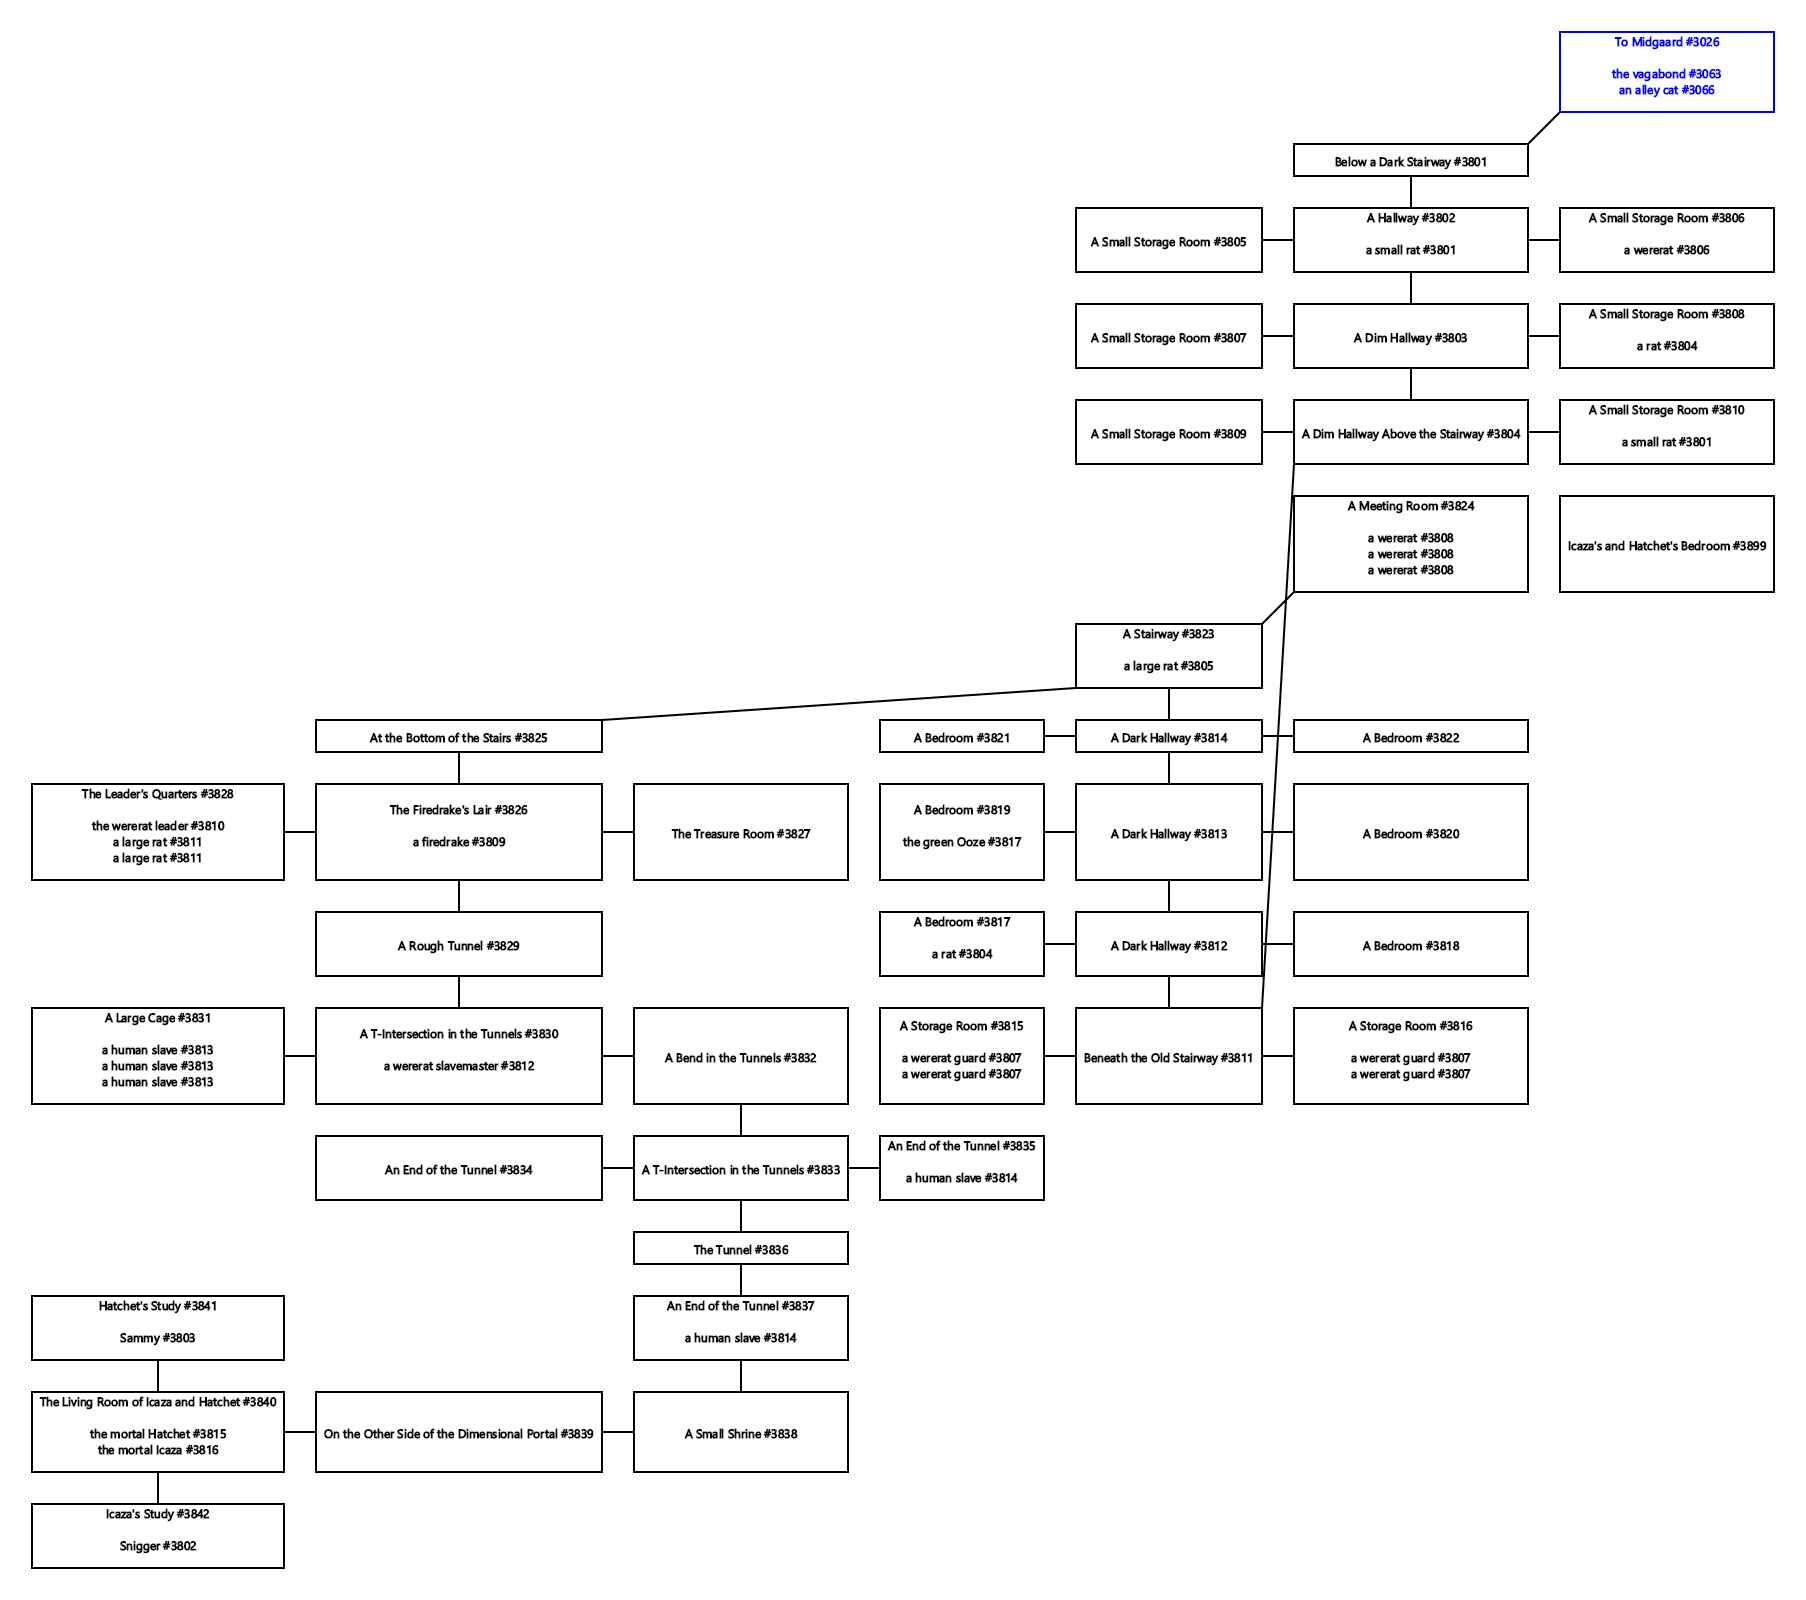 To Midgaard #3026
the vagabond #3063
an alley cat #3066
Below a Dark Stairway #3801
A Small Storage Room #3805
A Hallway #3802
a small rat #3801
A Small Storage Room #3806
a wererat #3806
A Small Storage Room #3807
A Dim Hallway #3803
A Small Storage Room #3808
a rat #3804
A Small Storage Room #3809
A Dim Hallway Above the Stairway #3804
A Small Storage Room #3810
a small rat #3801
A Meeting Room #3824
a wererat #3808
a wererat #3808
a wererat #3808
Icaza's and Hatchet's Bedroom #3899
A Stairway #3823
a large rat #3805
At the Bottom of the Stairs #3825
A Bedroom #3821
A Dark Hallway #3814
A Bedroom #3822
The Leader's Quarters #3828
the wererat leader #3810
a large rat #3811
a large rat #3811
The Firedrake's Lair #3826
a firedrake #3809
The Treasure Room #3827
A Bedroom #3819
the green Ooze #3817
A Dark Hallway #3813
A Bedroom #3820
A Rough Tunnel #3829
A Bedroom #3817
a rat #3804
A Dark Hallway #3812
A Bedroom #3818
A Large Cage #3831
a human slave #3813
a human slave #3813
a human slave #3813
A T-Intersection in the Tunnels #3830
a wererat slavemaster #3812
A Bend in the Tunnels #3832
A Storage Room #3815
a wererat guard #3807
a wererat guard #3807
Beneath the Old Stairway #3811
A Storage Room #3816
a wererat guard #3807
a wererat guard #3807
An End of the Tunnel #3834
A T-Intersection in the Tunnels #3833
An End of the Tunnel #3835
a human slave #3814
The Tunnel #3836
Hatchet's Study #3841
Sammy #3803
An End of the Tunnel #3837
a human slave #3814
The Living Room of Icaza and Hatchet #3840
the mortal Hatchet #3815
the mortal Icaza #3816
On the Other Side of the Dimensional Portal #3839
A Small Shrine #3838
Icaza's Study #3842
Snigger #3802